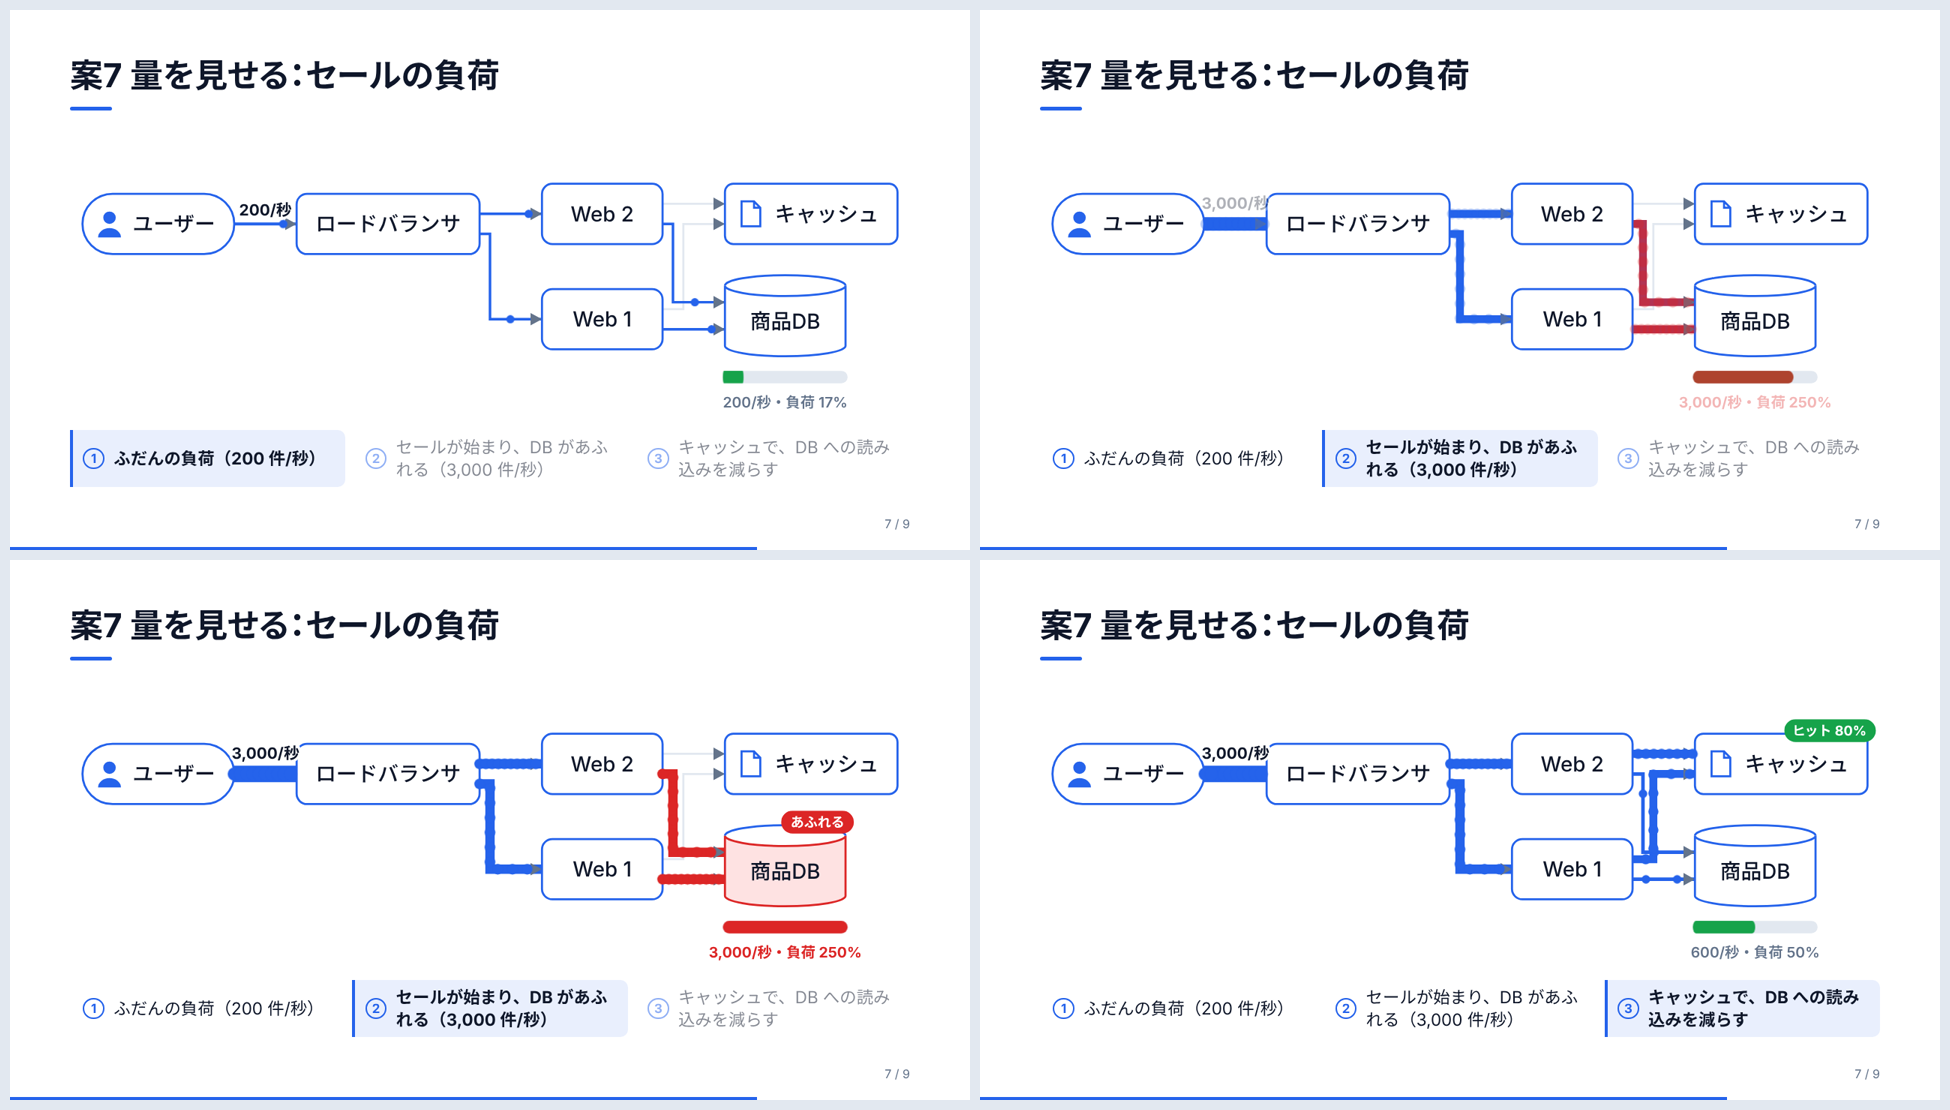 案7 量を見せる：セールの負荷
ユーザー
200/秒
ロードバランサ
Web 2
キャッシュ
Web 1
商品DB
200/秒・負荷 17%
1 ふだんの負荷（200 件/秒）
2 セールが始まり、DB があふ
れる（3,000 件/秒）
3 キャッシュで、DB への読み
込みを減らす
7 / 9
案7 量を見せる：セールの負荷
ユーザー
3,000/秒
ロードバランサ
Web 2
キャッシュ
Web 1
商品DB
3,000/秒・負荷 250%
1 ふだんの負荷（200 件/秒）
2 セールが始まり、DB があふ
れる（3,000 件/秒）
3 キャッシュで、DB への読み
込みを減らす
7 / 9
案7 量を見せる：セールの負荷
ユーザー
3,000/秒
ロードバランサ
Web 2
キャッシュ
あふれる
Web 1
商品DB
3,000/秒・負荷 250%
1 ふだんの負荷（200 件/秒）
2 セールが始まり、DB があふ
れる（3,000 件/秒）
3 キャッシュで、DB への読み
込みを減らす
7 / 9
案7 量を見せる：セールの負荷
ユーザー
3,000/秒
ロードバランサ
Web 2
ヒット 80%
キャッシュ
Web 1
商品DB
600/秒・負荷 50%
1 ふだんの負荷（200 件/秒）
2 セールが始まり、DB があふ
れる（3,000 件/秒）
3 キャッシュで、DB への読み
込みを減らす
7 / 9